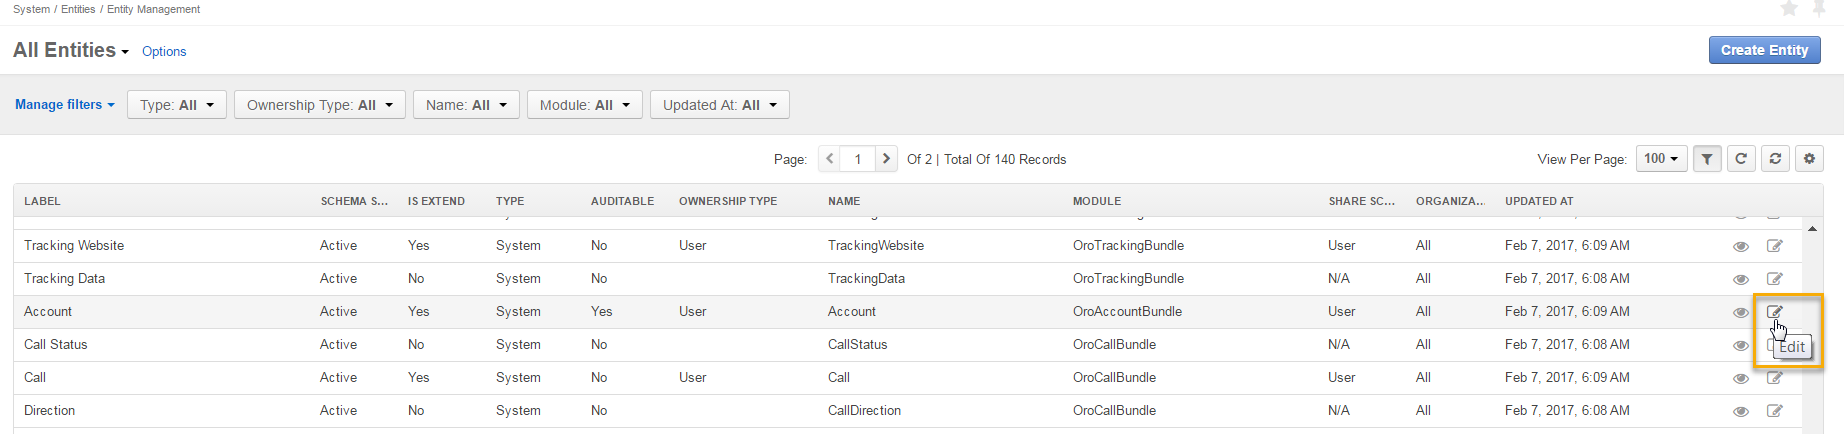 System / Entities / Entity Management
All Entities Options Create Entity
Manage filters Type: All Ownership Type: All Name: All Module: All Updated At: All
Page: 1 Of 2 | Total Of 140 Records View Per Page: 100
LABEL SCHEMA S... IS EXTEND TYPE AUDITABLE OWNERSHIP TYPE NAME MODULE SHARE SC... ORGANIZA... UPDATED AT
Tracking Website Active Yes System No User TrackingWebsite OroTrackingBundle User All Feb 7, 2017, 6:09 AM
Tracking Data Active No System No TrackingData OroTrackingBundle N/A All Feb 7, 2017, 6:08 AM
Account Active Yes System Yes User Account OroAccountBundle User All Feb 7, 2017, 6:09 AM
Call Status Active No System No CallStatus OroCallBundle N/A All Feb 7, 2017, 6:08 AM
Edit
Call Active Yes System No User Call OroCallBundle User All Feb 7, 2017, 6:09 AM
Direction Active No System No CallDirection OroCallBundle N/A All Feb 7, 2017, 6:08 AM